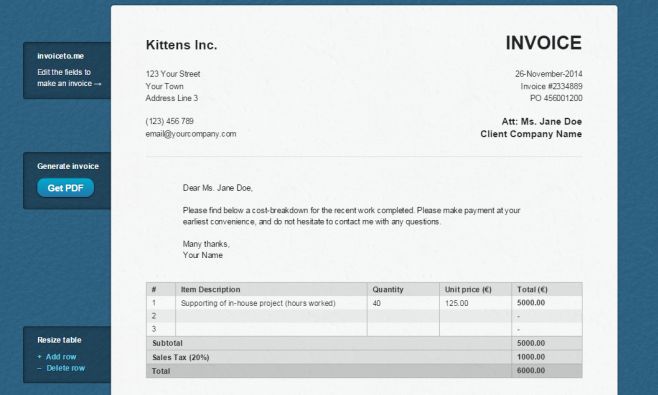 Kittens Inc.
INVOICE
invoiceto.me
Edit the fields to
make an invoice →
123 Your Street
Your Town
Address Line 3
26-November-2014
Invoice #2334889
PO 456001200
(123) 456 789
email@yourcompany.com
Att: Ms. Jane Doe
Client Company Name
Generate invoice
Get PDF
Dear Ms. Jane Doe,
Please find below a cost-breakdown for the recent work completed. Please make payment at your
earliest convenience, and do not hesitate to contact me with any questions.
Many thanks,
Your Name
# Item Description Quantity Unit price (€) Total (€)
1 Supporting of in-house project (hours worked) 40 125.00 5000.00
2 -
3 -
Subtotal 5000.00
Sales Tax (20%) 1000.00
Total 6000.00
Resize table
+ Add row
– Delete row